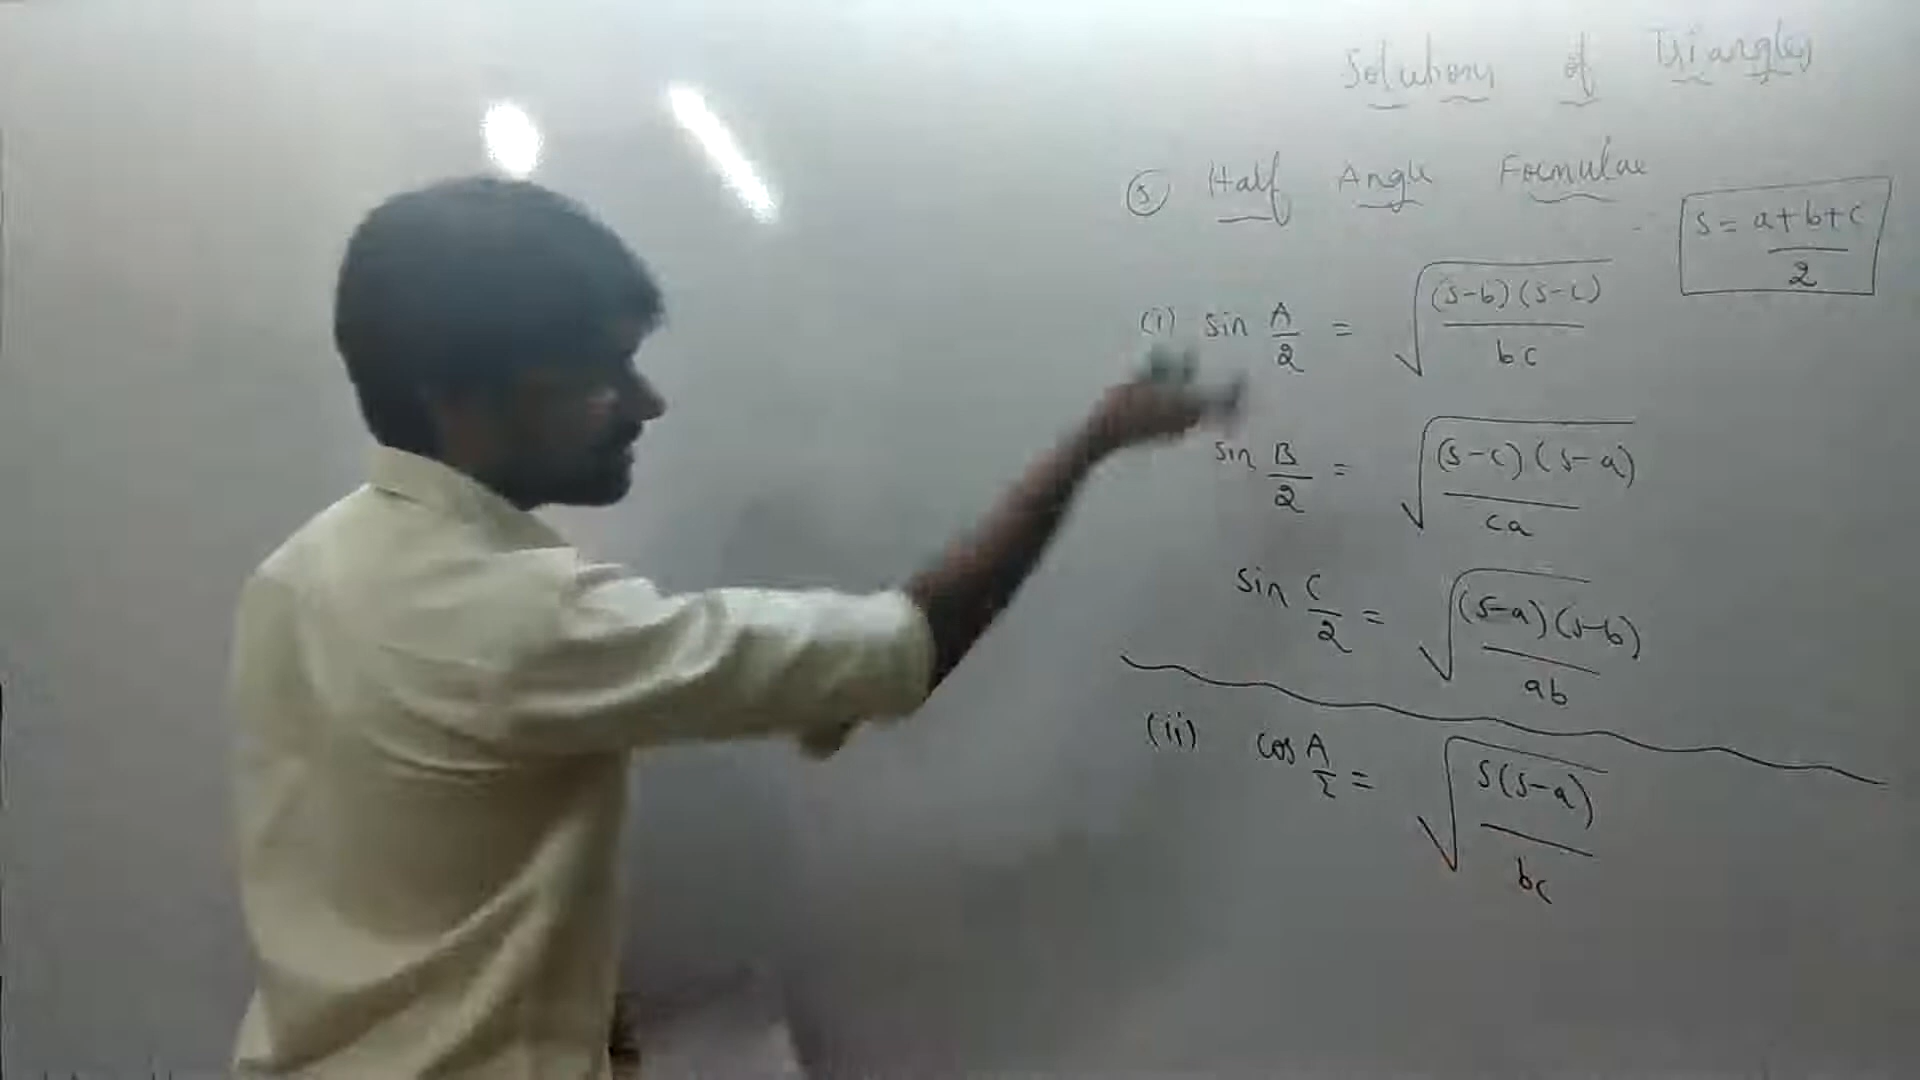 Solutions of Triangles
⑤ Half Angle Formulae
s = a+b+c / 2
(i) sin A/2 = √((s-b)(s-c) / bc)
sin B/2 = √((s-c)(s-a) / ca)
sin C/2 = √((s-a)(s-b) / ab)
(ii) cos A/2 = √(s(s-a) / bc)